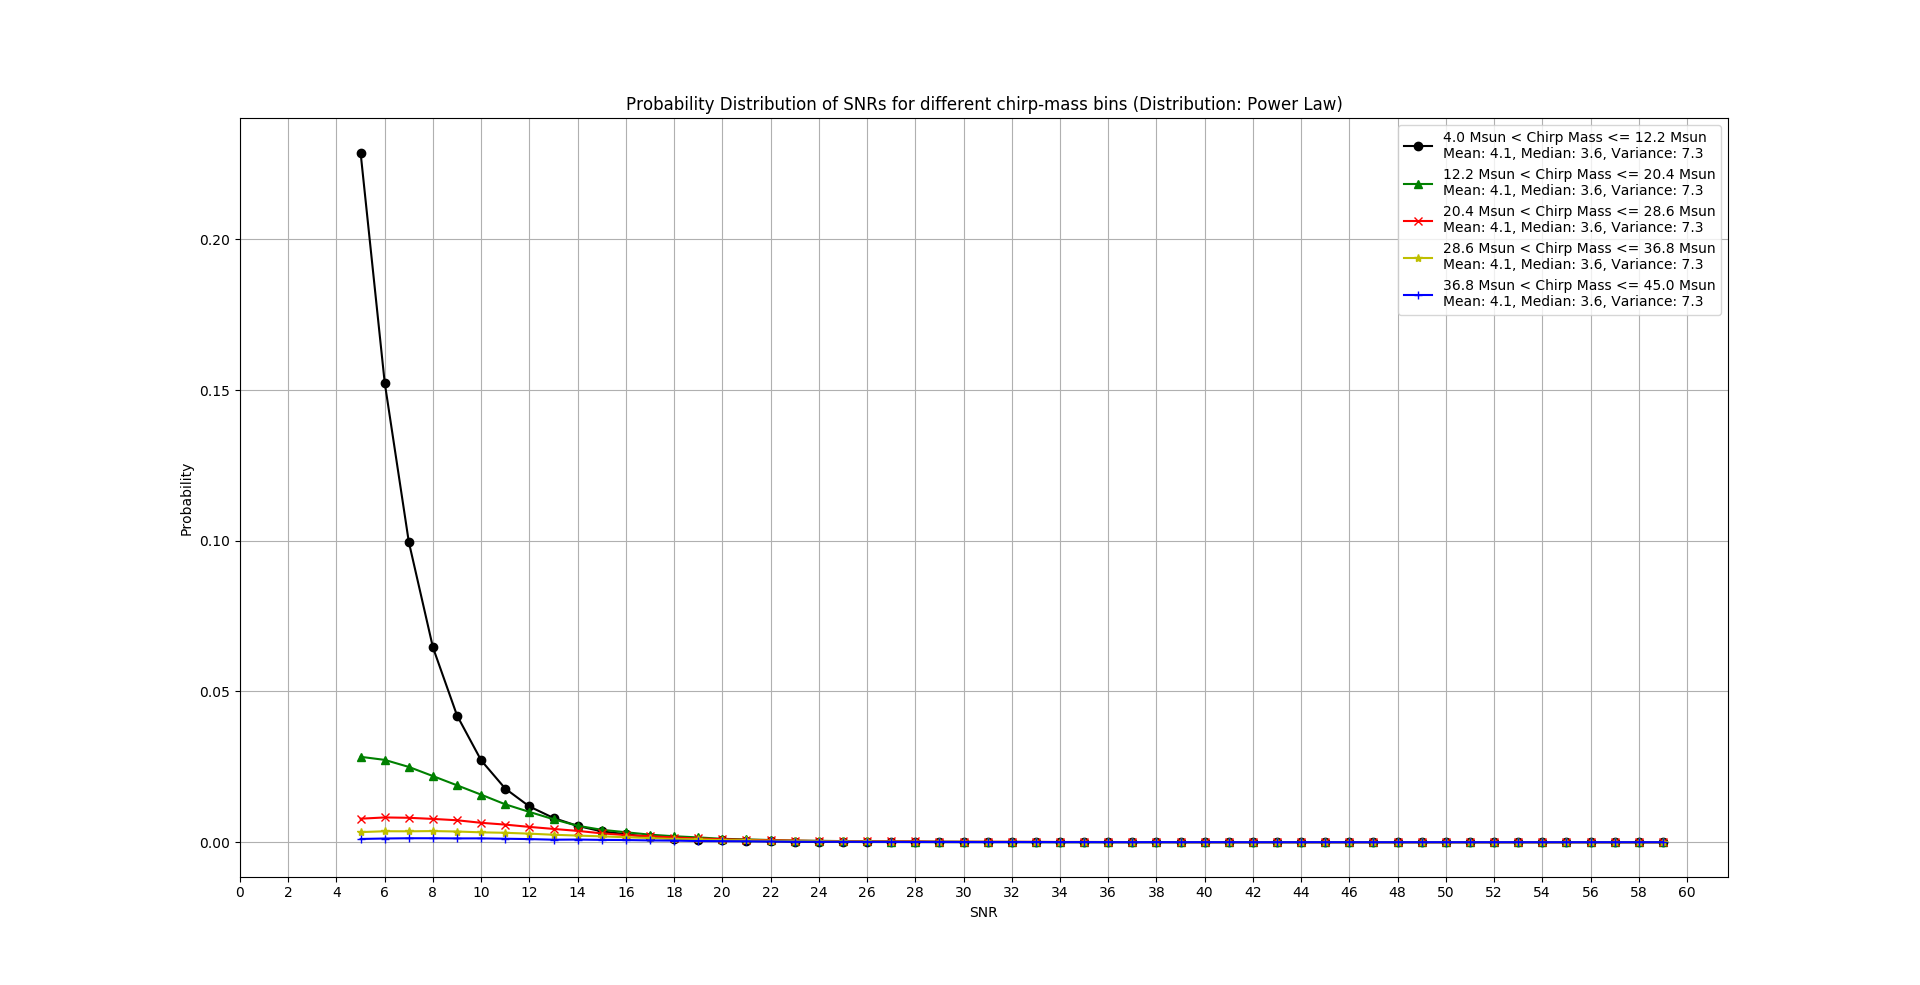 Probability Distribution of SNRs for different chirp-mass bins (Distribution: Power Law)
4.0 Msun < Chirp Mass <= 12.2 Msun
Mean: 4.1, Median: 3.6, Variance: 7.3
12.2 Msun < Chirp Mass <= 20.4 Msun
Mean: 4.1, Median: 3.6, Variance: 7.3
20.4 Msun < Chirp Mass <= 28.6 Msun
Mean: 4.1, Median: 3.6, Variance: 7.3
28.6 Msun < Chirp Mass <= 36.8 Msun
Mean: 4.1, Median: 3.6, Variance: 7.3
36.8 Msun < Chirp Mass <= 45.0 Msun
Mean: 4.1, Median: 3.6, Variance: 7.3
0.20
0.15
0.10
0.05
0.00
Probability
0 2 4 6 8 10 12 14 16 18 20 22 24 26 28 30 32 34 36 38 40 42 44 46 48 50 52 54 56 58 60
SNR